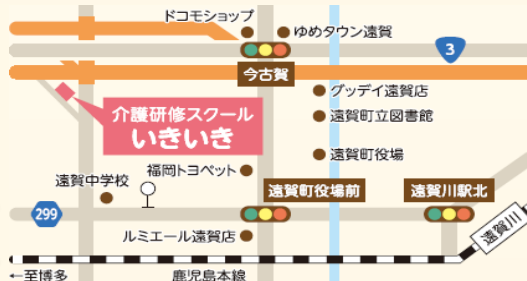 ドコモショップ
ゆめタウン遠賀
3
今古賀
グッデイ遠賀店
介護研修スクール
いきいき
遠賀町立図書館
遠賀町役場
福岡トヨペット
遠賀中学校
遠賀町役場前
遠賀川駅北
299
ルミエール遠賀店
遠賀川
←至博多
鹿児島本線